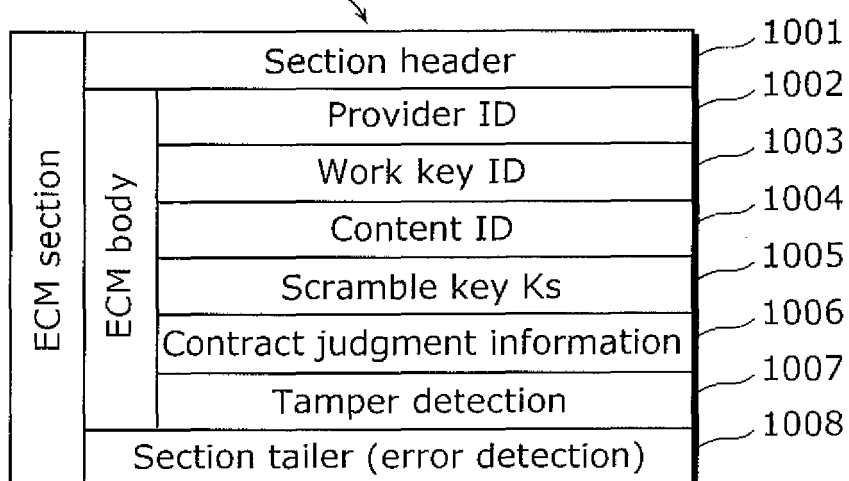 ECM section
ECM body
Section header
1001
Provider ID
1002
Work key ID
1003
Content ID
1004
Scramble key Ks
1005
Contract judgment information
1006
Tamper detection
1007
Section tailer (error detection)
1008